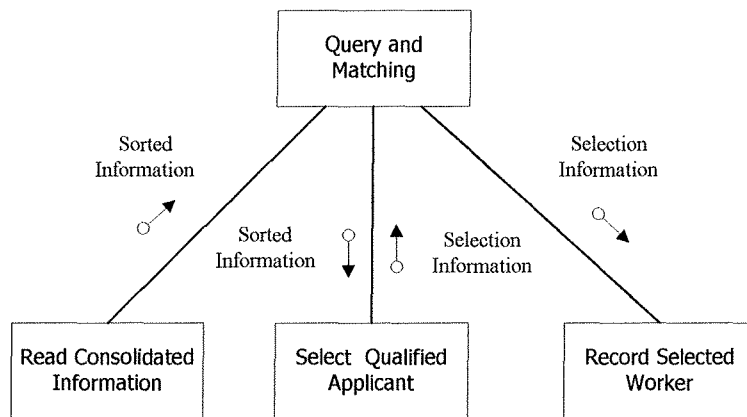 Query and
Matching
Sorted
Information
Selection
Information
Sorted
Information
Selection
Information
Read Consolidated
Information
Select Qualified
Applicant
Record Selected
Worker